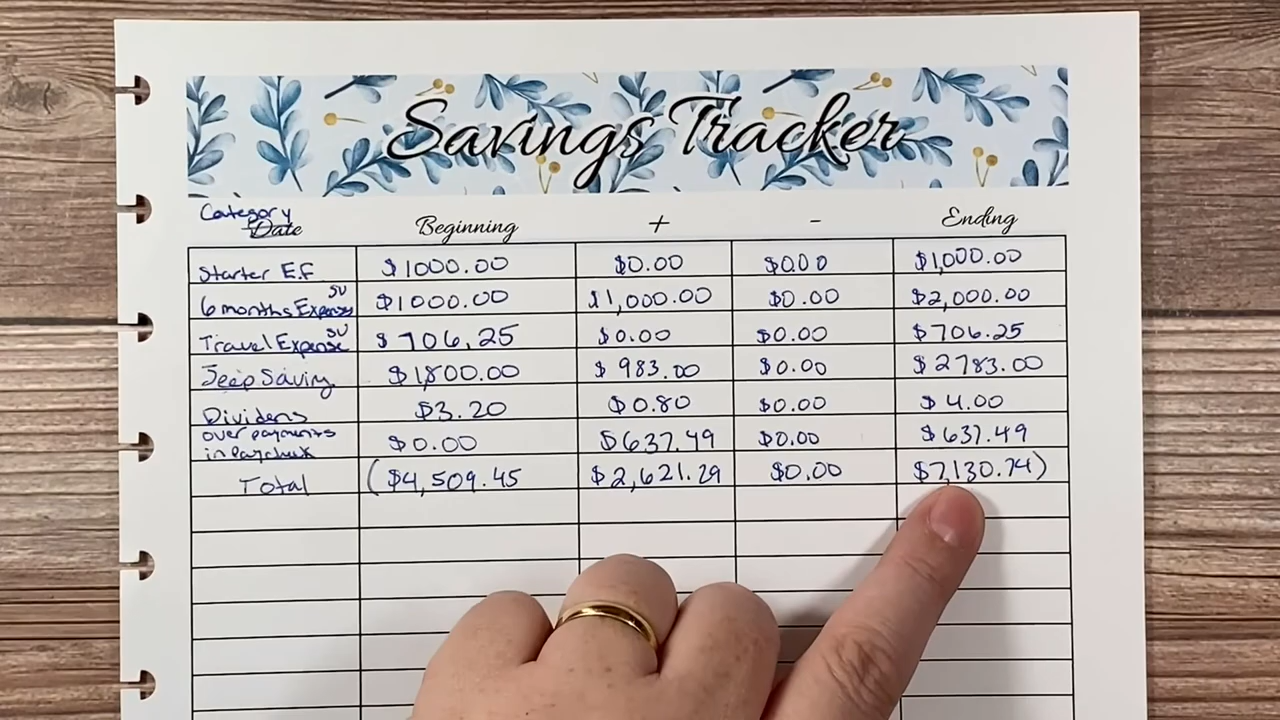 Savings Tracker
Category
Date Beginning + - Ending
Starter E.F $1000.00 $0.00 $0.00 $1,000.00
6 months Expenses SU $1000.00 $1,000.00 $0.00 $2,000.00
Travel Expense SU $706.25 $0.00 $0.00 $706.25
Jeep Saving $1,800.00 $983.00 $0.00 $2783.00
Dividens $3.20 $0.80 $0.00 $4.00
over payments
in Paycheck $0.00 $637.49 $0.00 $637.49
Total ($4,509.45 $2,621.29 $0.00 $7,130.74)